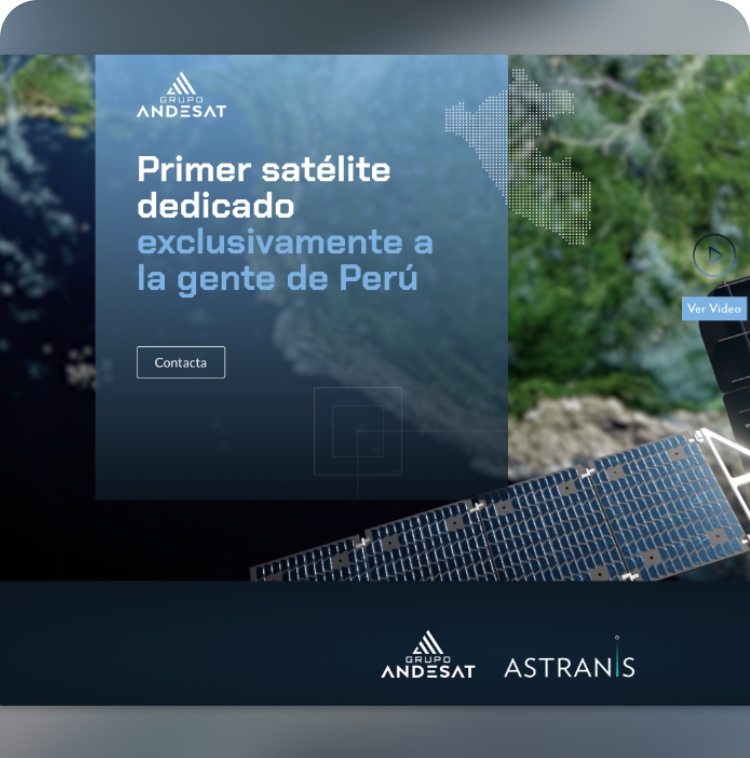 GRUPO
ANDESAT
Primer satélite
dedicado
exclusivamente a
la gente de Perú
Ver Video
Contacta
GRUPO
ANDESAT
ASTRANIS